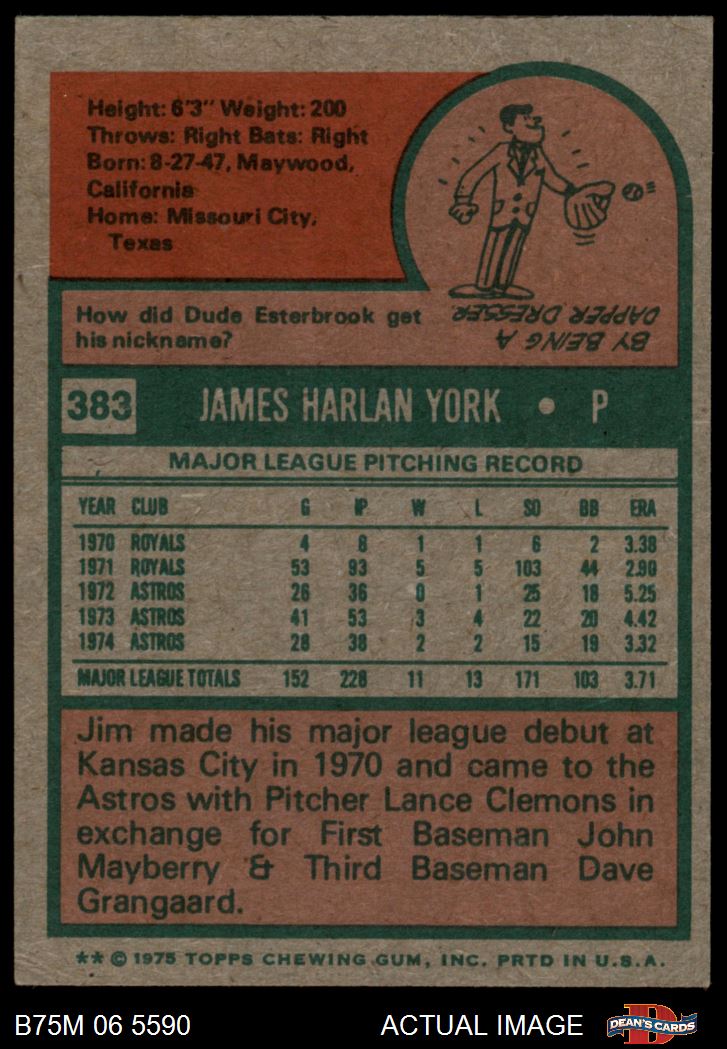 Height: 6'3" Weight: 200
Throws: Right Bats: Right
Born: 8-27-47, Maywood,
California
Home: Missouri City,
Texas
How did Dude Esterbrook get
his nickname?
BY BEING A
DAPPER DRESSER
383 JAMES HARLAN YORK • P
MAJOR LEAGUE PITCHING RECORD
YEAR CLUB G IP W L SO BB ERA
1970 ROYALS 4 8 1 1 6 2 3.38
1971 ROYALS 53 93 5 5 103 44 2.90
1972 ASTROS 26 36 0 1 25 18 5.25
1973 ASTROS 41 53 3 4 22 20 4.42
1974 ASTROS 28 38 2 2 15 19 3.32
MAJOR LEAGUE TOTALS 152 228 11 13 171 103 3.71
Jim made his major league debut at
Kansas City in 1970 and came to the
Astros with Pitcher Lance Clemons in
exchange for First Baseman John
Mayberry & Third Baseman Dave
Grangaard.
** © 1975 TOPPS CHEWING GUM, INC. PRTD IN U.S.A.
B75M 06 5590 ACTUAL IMAGE D DEAN'S CARDS